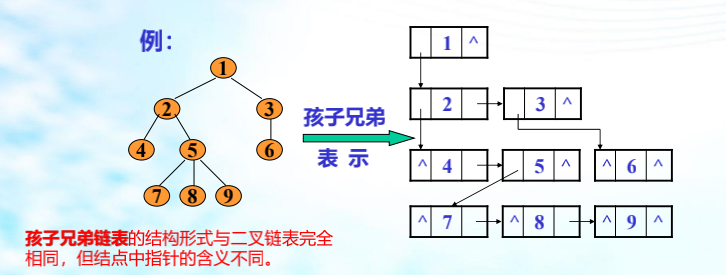 例：
1
2 3
4 5 6
7 8 9
孩子兄弟
表 示
1 ^
2 3 ^
^ 4 5 ^ ^ 6 ^
^ 7 ^ 8 ^ 9 ^
孩子兄弟链表的结构形式与二叉链表完全
相同，但结点中指针的含义不同。